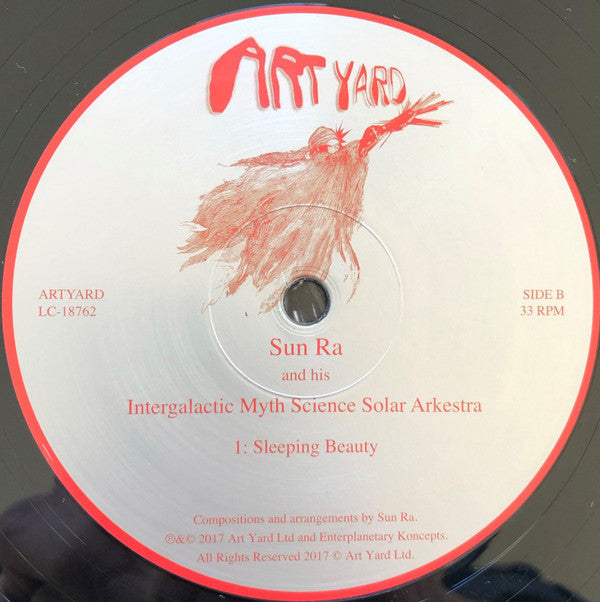 ART YARD
ARTYARD
LC-18762
SIDE B
33 RPM
Sun Ra
and his
Intergalactic Myth Science Solar Arkestra
1: Sleeping Beauty
Compositions and arrangements by Sun Ra.
℗&© 2017 Art Yard Ltd and Enterplanetary Koncepts.
All Rights Reserved 2017 © Art Yard Ltd.